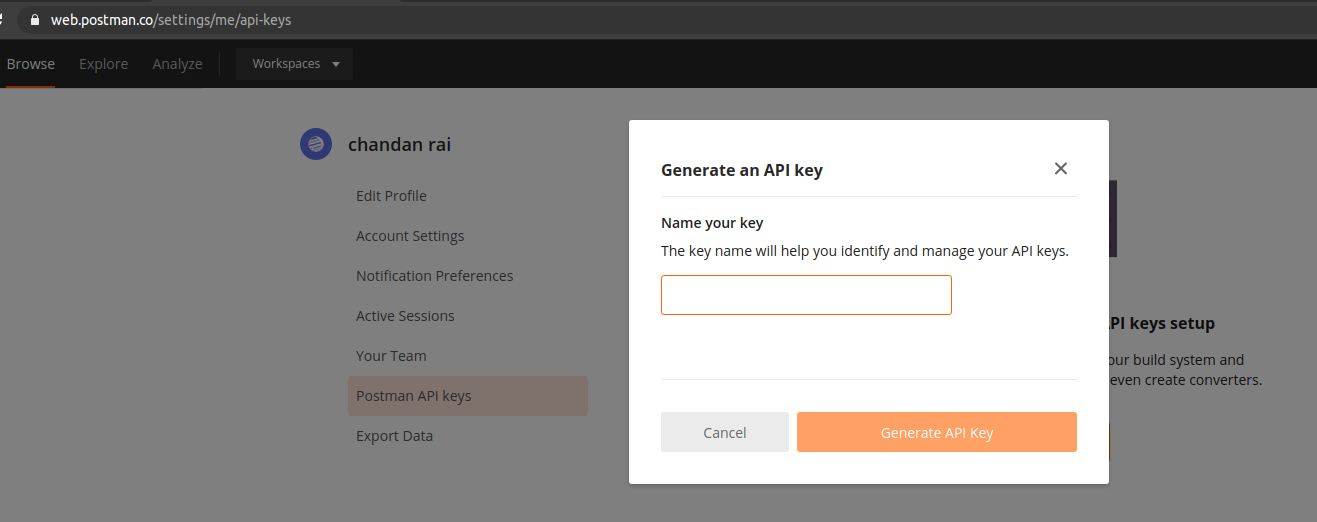 web.postman.co/settings/me/api-keys
Browse Explore Analyze Workspaces
chandan rai
Edit Profile
Account Settings
Notification Preferences
Active Sessions
Your Team
Postman API keys
Export Data
Generate an API key
Name your key
The key name will help you identify and manage your API keys.
Cancel Generate API Key
PI keys setup
our build system and
even create converters.